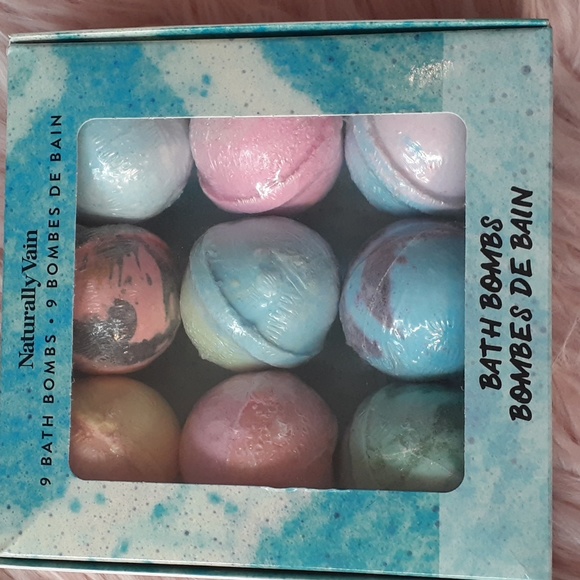 NaturallyVain
9 BATH BOMBS • 9 BOMBES DE BAIN
BATH BOMBS
BOMBES DE BAIN